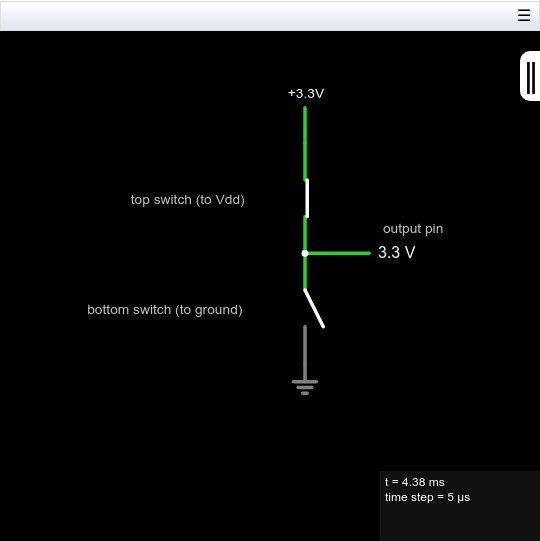 +3.3V
top switch (to Vdd)
output pin
3.3 V
bottom switch (to ground)
t = 4.38 ms
time step = 5 µs